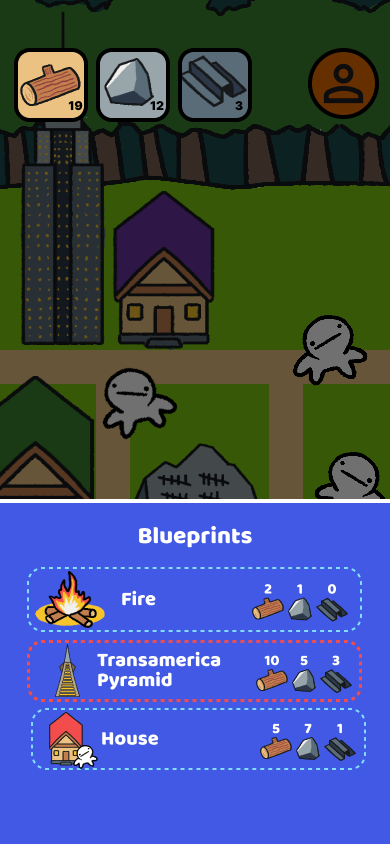 19 12 3
Blueprints
Fire
2 1 0
Transamerica
Pyramid
10 5 3
House
5 7 1